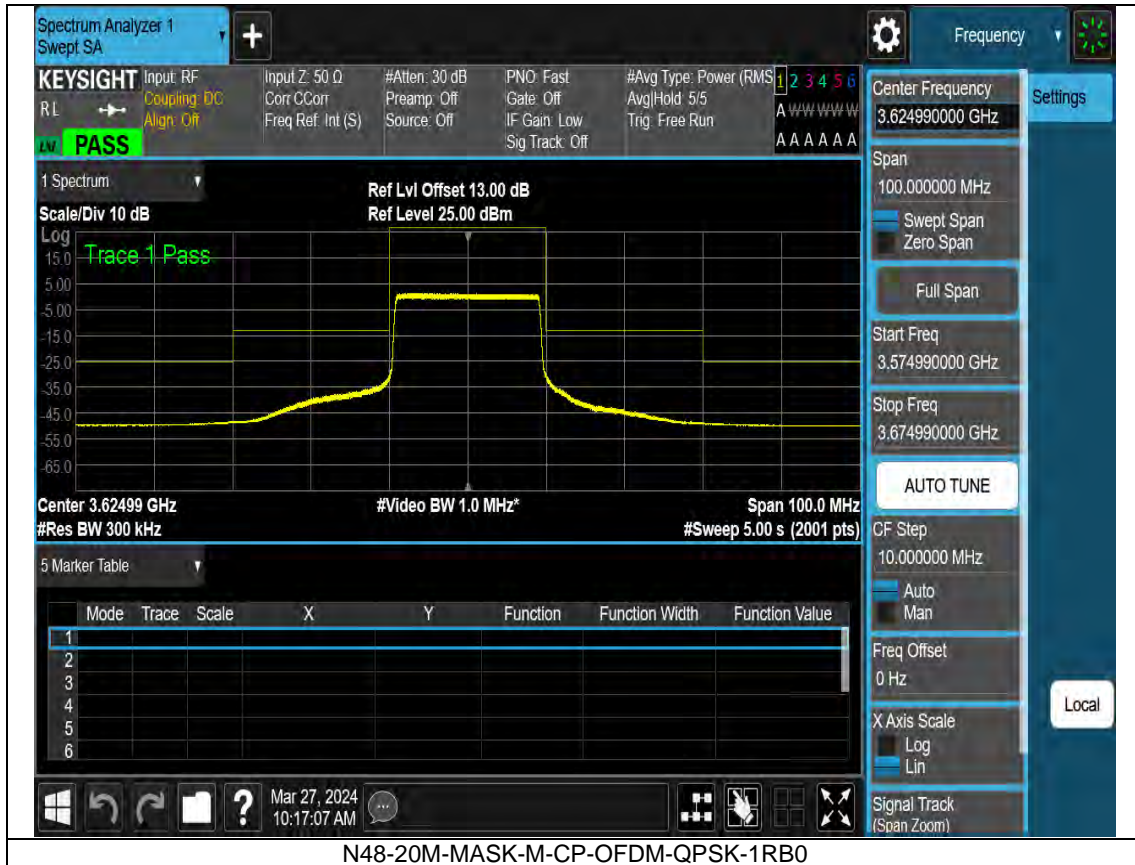 Spectrum Analyzer 1
Swept SA
+
Frequency
KEYSIGHT
Input: RF
Coupling: DC
Align: Off
Input Z: 50 Ω
Corr CCorr
Freq Ref: Int (S)
#Atten: 30 dB
Preamp: Off
Source: Off
PNO: Fast
Gate: Off
IF Gain: Low
Sig Track: Off
#Avg Type: Power (RMS
Avg|Hold: 5/5
Trig: Free Run
1 2 3 4 5 6
A W W W W W
A A A A A A
R L
PASS
1 Spectrum
Scale/Div 10 dB
Ref Lvl Offset 13.00 dB
Ref Level 25.00 dBm
Log
Trace 1 Pass
15.0
5.00
-5.00
-15.0
-25.0
-35.0
-45.0
-55.0
-65.0
Center 3.62499 GHz
#Video BW 1.0 MHz*
Span 100.0 MHz
#Res BW 300 kHz
#Sweep 5.00 s (2001 pts)
5 Marker Table
Mode Trace Scale X Y Function Function Width Function Value
1
2
3
4
5
6
Center Frequency
3.624990000 GHz
Settings
Span
100.000000 MHz
Swept Span
Zero Span
Full Span
Start Freq
3.574990000 GHz
Stop Freq
3.674990000 GHz
AUTO TUNE
CF Step
10.000000 MHz
Auto
Man
Freq Offset
0 Hz
X Axis Scale
Log
Lin
Local
Signal Track
(Span Zoom)
?
Mar 27, 2024
10:17:07 AM
N48-20M-MASK-M-CP-OFDM-QPSK-1RB0